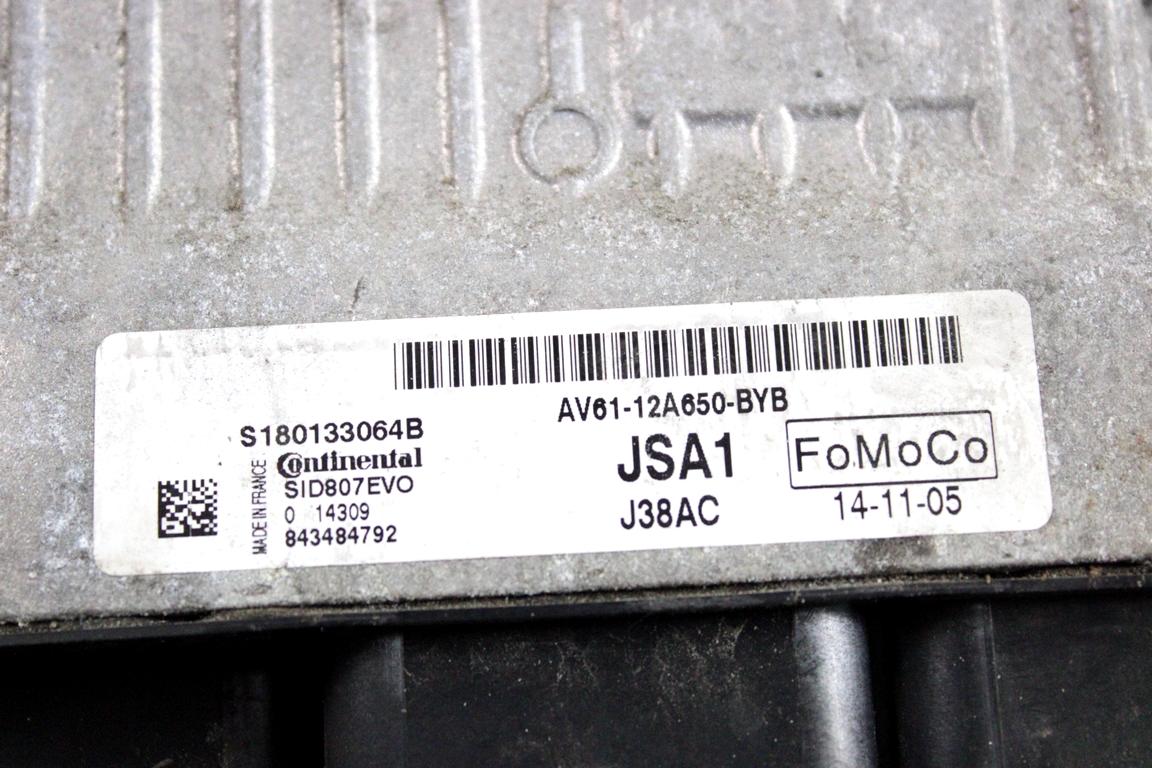 AV61-12A650-BYB
S180133064B
Continental
SID807EVO
0 14309
843484792
MADE IN FRANCE
JSA1
J38AC
FoMoCo
14-11-05